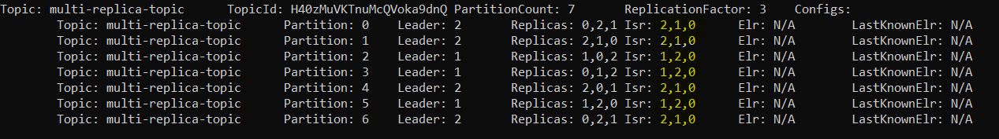 Topic: multi-replica-topic TopicId: H40zMuVKTnuMcQVoka9dnQ PartitionCount: 7 ReplicationFactor: 3 Configs:
Topic: multi-replica-topic Partition: 0 Leader: 2 Replicas: 0,2,1 Isr: 2,1,0 Elr: N/A LastKnownElr: N/A
Topic: multi-replica-topic Partition: 1 Leader: 2 Replicas: 2,1,0 Isr: 2,1,0 Elr: N/A LastKnownElr: N/A
Topic: multi-replica-topic Partition: 2 Leader: 1 Replicas: 1,0,2 Isr: 1,2,0 Elr: N/A LastKnownElr: N/A
Topic: multi-replica-topic Partition: 3 Leader: 1 Replicas: 0,1,2 Isr: 1,2,0 Elr: N/A LastKnownElr: N/A
Topic: multi-replica-topic Partition: 4 Leader: 2 Replicas: 2,0,1 Isr: 2,1,0 Elr: N/A LastKnownElr: N/A
Topic: multi-replica-topic Partition: 5 Leader: 1 Replicas: 1,2,0 Isr: 1,2,0 Elr: N/A LastKnownElr: N/A
Topic: multi-replica-topic Partition: 6 Leader: 2 Replicas: 0,2,1 Isr: 2,1,0 Elr: N/A LastKnownElr: N/A